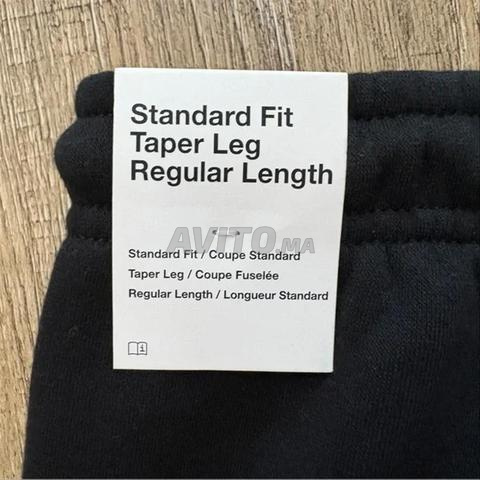 Standard Fit
Taper Leg
Regular Length
AVITO.MA
Standard Fit / Coupe Standard
Taper Leg / Coupe Fuselée
Regular Length / Longueur Standard
i